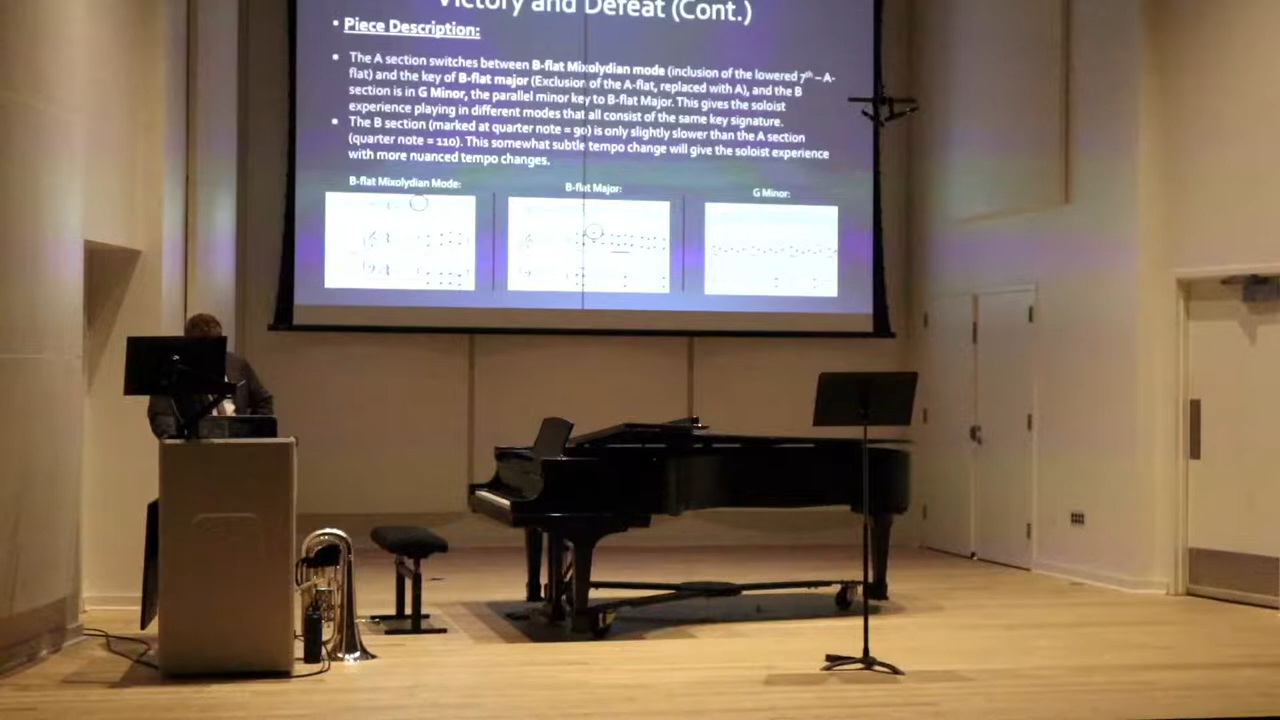 Victory and Defeat (Cont.)
• Piece Description:
• The A section switches between B-flat Mixolydian mode (inclusion of the lowered 7th – A-
flat) and the key of B-flat major (Exclusion of the A-flat, replaced with A), and the B
section is in G Minor, the parallel minor key to B-flat Major. This gives the soloist
experience playing in different modes that all consist of the same key signature.
• The B section (marked at quarter note = 90) is only slightly slower than the A section
(quarter note = 110). This somewhat subtle tempo change will give the soloist experience
with more nuanced tempo changes.
B-flat Mixolydian Mode:
B-flat Major:
G Minor: